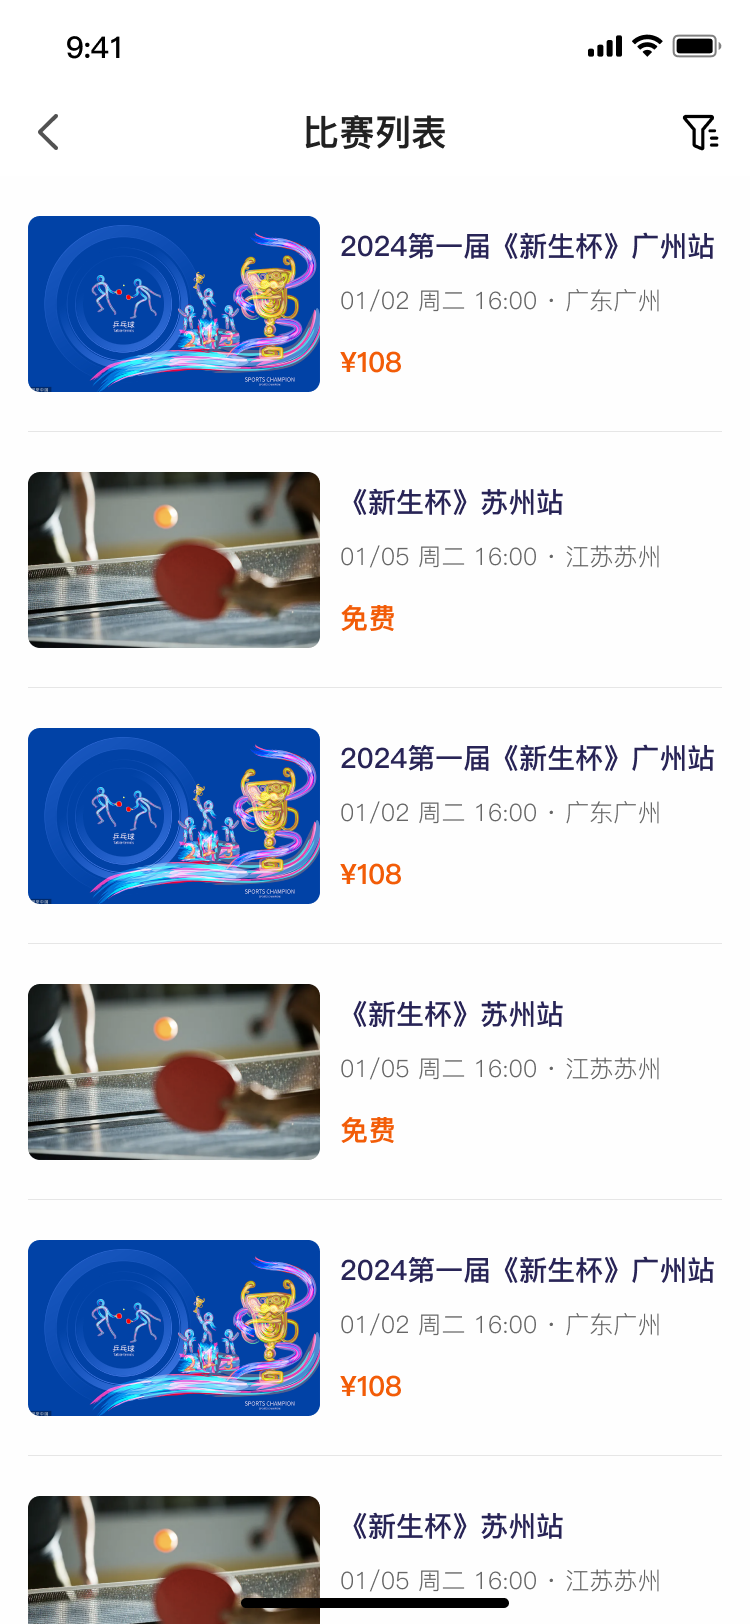 9:41
比赛列表
乒乓球
SPORTS CHAMPION
2024第一届《新生杯》广州站
01/02 周二 16:00 · 广东广州
¥108
《新生杯》苏州站
01/05 周二 16:00 · 江苏苏州
免费
乒乓球
SPORTS CHAMPION
2024第一届《新生杯》广州站
01/02 周二 16:00 · 广东广州
¥108
《新生杯》苏州站
01/05 周二 16:00 · 江苏苏州
免费
乒乓球
SPORTS CHAMPION
2024第一届《新生杯》广州站
01/02 周二 16:00 · 广东广州
¥108
《新生杯》苏州站
01/05 周二 16:00 · 江苏苏州